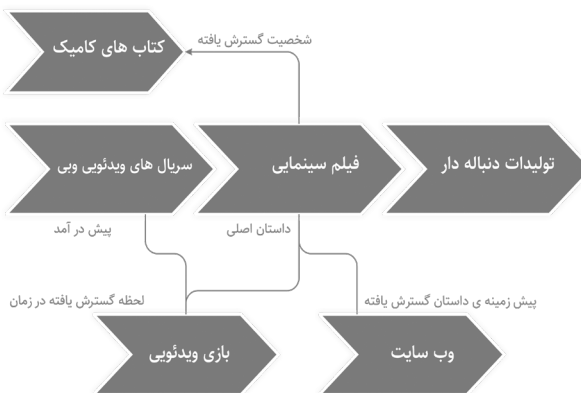 شخصیت گسترش یافته
کتاب های کامیک
تولیدات دنباله دار
فیلم سینمایی
سریال های ویدئویی وبی
داستان اصلی
پیش در آمد
پیش زمینه ی داستان گسترش یافته
لحظه گسترش یافته در زمان
وب سایت
بازی ویدئویی